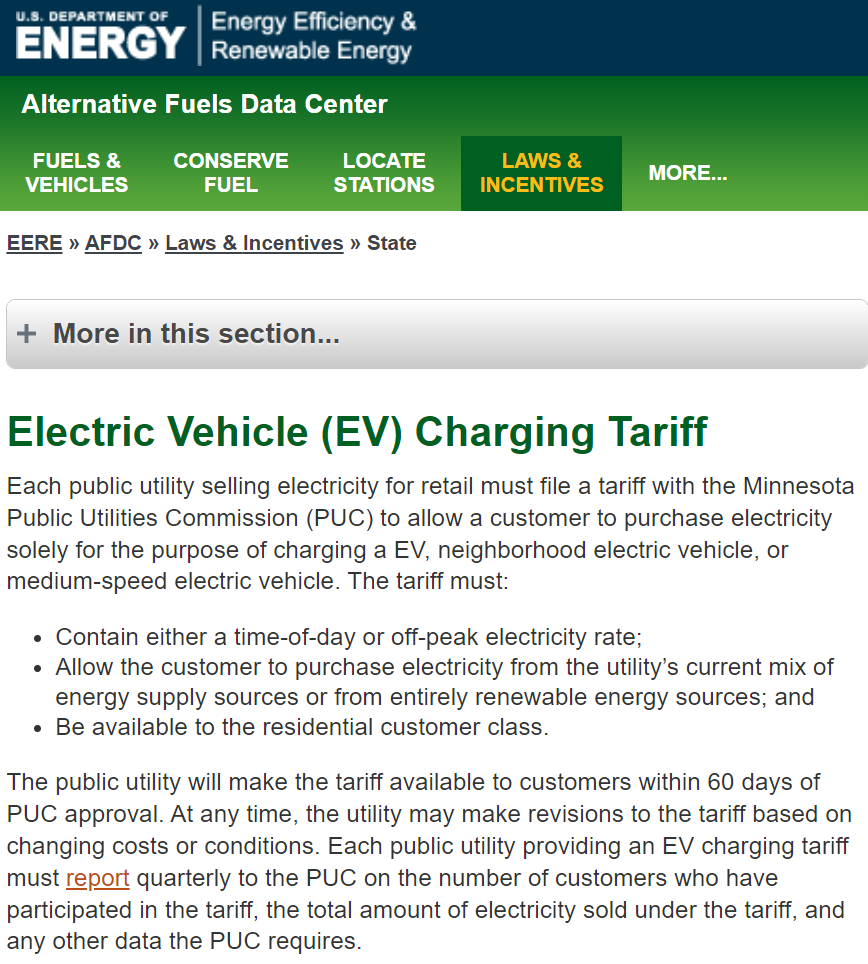 U.S. DEPARTMENT OF
ENERGY
Energy Efficiency &
Renewable Energy
Alternative Fuels Data Center
FUELS &
VEHICLES
CONSERVE
FUEL
LOCATE
STATIONS
LAWS &
INCENTIVES
MORE...
EERE » AFDC » Laws & Incentives » State
+ More in this section...
Electric Vehicle (EV) Charging Tariff
Each public utility selling electricity for retail must file a tariff with the Minnesota
Public Utilities Commission (PUC) to allow a customer to purchase electricity
solely for the purpose of charging a EV, neighborhood electric vehicle, or
medium-speed electric vehicle. The tariff must:
• Contain either a time-of-day or off-peak electricity rate;
• Allow the customer to purchase electricity from the utility’s current mix of
energy supply sources or from entirely renewable energy sources; and
• Be available to the residential customer class.
The public utility will make the tariff available to customers within 60 days of
PUC approval. At any time, the utility may make revisions to the tariff based on
changing costs or conditions. Each public utility providing an EV charging tariff
must report quarterly to the PUC on the number of customers who have
participated in the tariff, the total amount of electricity sold under the tariff, and
any other data the PUC requires.